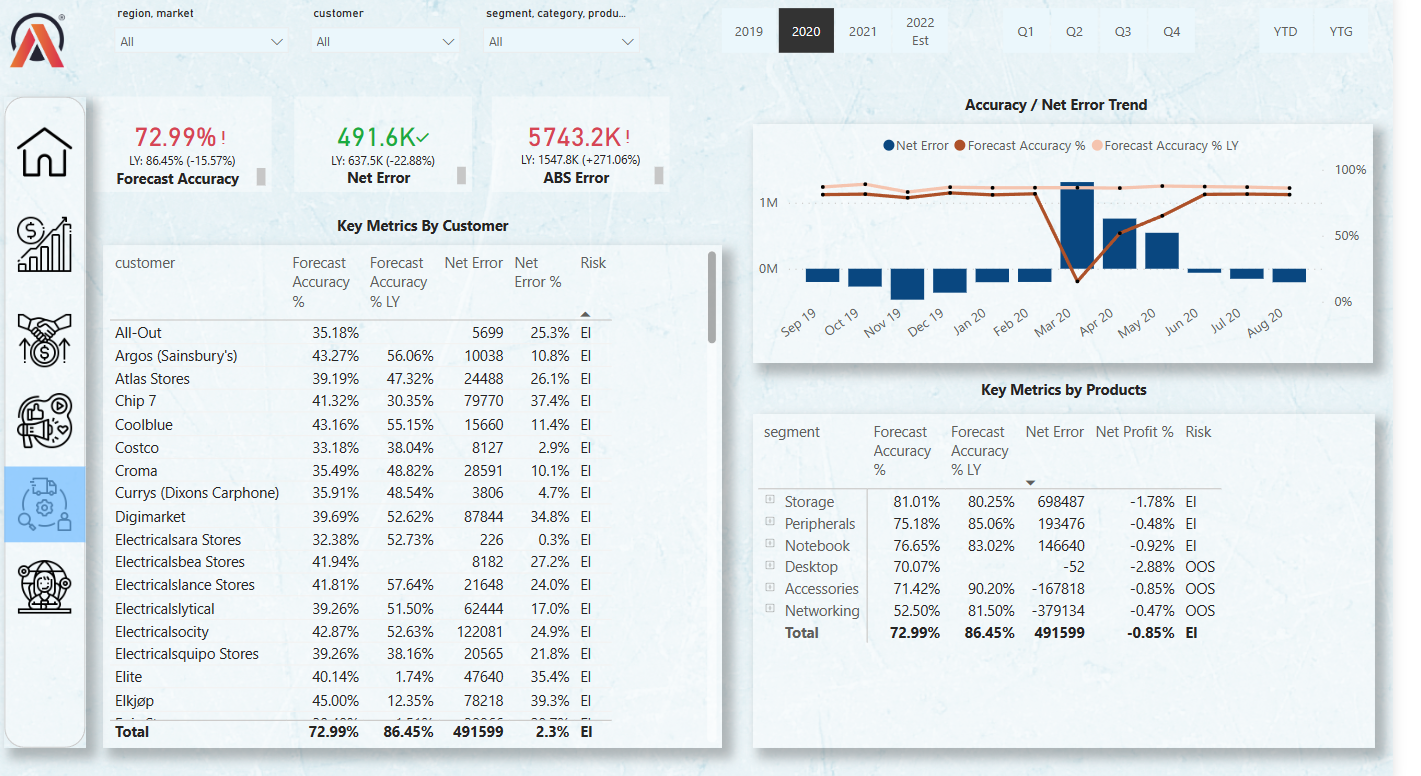 region, market
customer
segment, category, produ...
All
All
All
2019
2020
2021
2022 Est
Q1
Q2
Q3
Q4
YTD
YTG
72.99%!
LY: 86.45% (-15.57%)
Forecast Accuracy
491.6K✓
LY: 637.5K (-22.88%)
Net Error
5743.2K!
LY: 1547.8K (+271.06%)
ABS Error
Accuracy / Net Error Trend
Net Error Forecast Accuracy % Forecast Accuracy % LY
1M
0M
100%
50%
0%
Sep 19 Oct 19 Nov 19 Dec 19 Jan 20 Feb 20 Mar 20 Apr 20 May 20 Jun 20 Jul 20 Aug 20
Key Metrics By Customer
customer Forecast Accuracy % Forecast Accuracy % LY Net Error Net Error % Risk
All-Out 35.18% 5699 25.3% EI
Argos (Sainsbury's) 43.27% 56.06% 10038 10.8% EI
Atlas Stores 39.19% 47.32% 24488 26.1% EI
Chip 7 41.32% 30.35% 79770 37.4% EI
Coolblue 43.16% 55.15% 15660 11.4% EI
Costco 33.18% 38.04% 8127 2.9% EI
Croma 35.49% 48.82% 28591 10.1% EI
Currys (Dixons Carphone) 35.91% 48.54% 3806 4.7% EI
Digimarket 39.69% 52.62% 87844 34.8% EI
Electricalsara Stores 32.38% 52.73% 226 0.3% EI
Electricalsbea Stores 41.94% 8182 27.2% EI
Electricalslance Stores 41.81% 57.64% 21648 24.0% EI
Electricalslytical 39.26% 51.50% 62444 17.0% EI
Electricalsocity 42.87% 52.63% 122081 24.9% EI
Electricalsquipo Stores 39.26% 38.16% 20565 21.8% EI
Elite 40.14% 1.74% 47640 35.4% EI
Elkjøp 45.00% 12.35% 78218 39.3% EI
Total 72.99% 86.45% 491599 2.3% EI
Key Metrics by Products
segment Forecast Accuracy % Forecast Accuracy % LY Net Error Net Profit % Risk
Storage 81.01% 80.25% 698487 -1.78% EI
Peripherals 75.18% 85.06% 193476 -0.48% EI
Notebook 76.65% 83.02% 146640 -0.92% EI
Desktop 70.07% -52 -2.88% OOS
Accessories 71.42% 90.20% -167818 -0.85% OOS
Networking 52.50% 81.50% -379134 -0.47% OOS
Total 72.99% 86.45% 491599 -0.85% EI